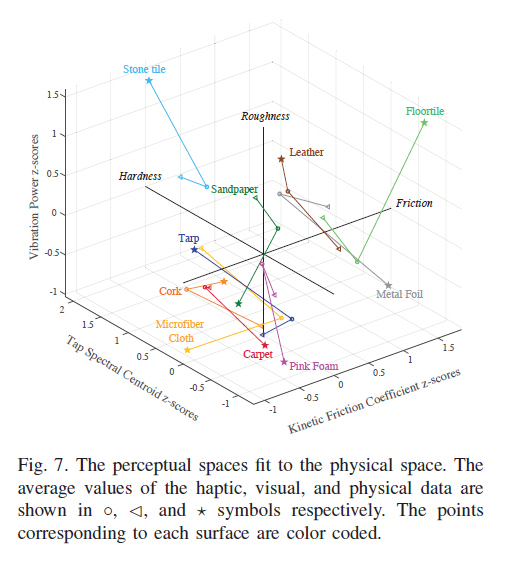 Stone tile
1.5
Floortile
Roughness
1
Leather
Hardness
0.5
Sandpaper
Friction
0
Tarp
-0.5
Cork
Metal Foil
-1
Microfiber
Cloth
2
1.5
1
0.5
0
-0.5
-1
Carpet
Pink Foam
-1
-0.5
0
0.5
1
1.5
Vibration Power z-scores
Tap Spectral Centroid z-scores
Kinetic Friction Coefficient z-scores
Fig. 7. The perceptual spaces fit to the physical space. The
average values of the haptic, visual, and physical data are
shown in ○, ◁, and ⋆ symbols respectively. The points
corresponding to each surface are color coded.